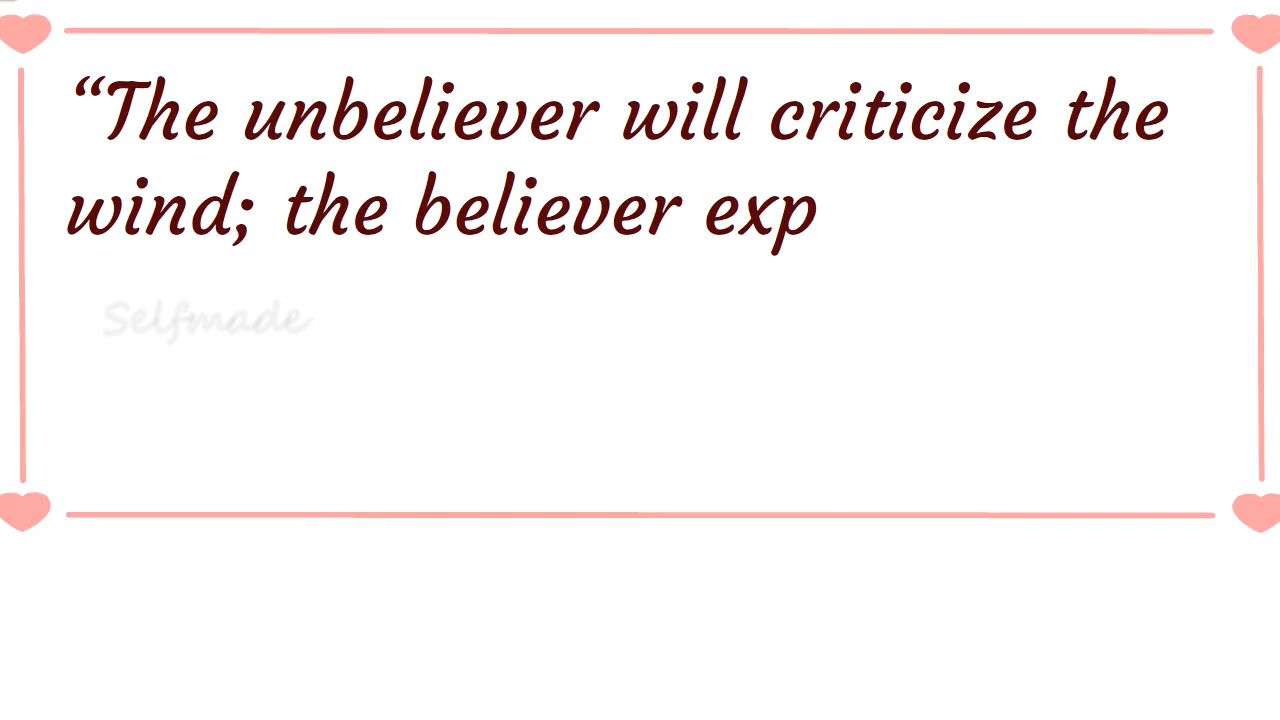 “The unbeliever will criticize the
wind; the believer exp
Selfmade